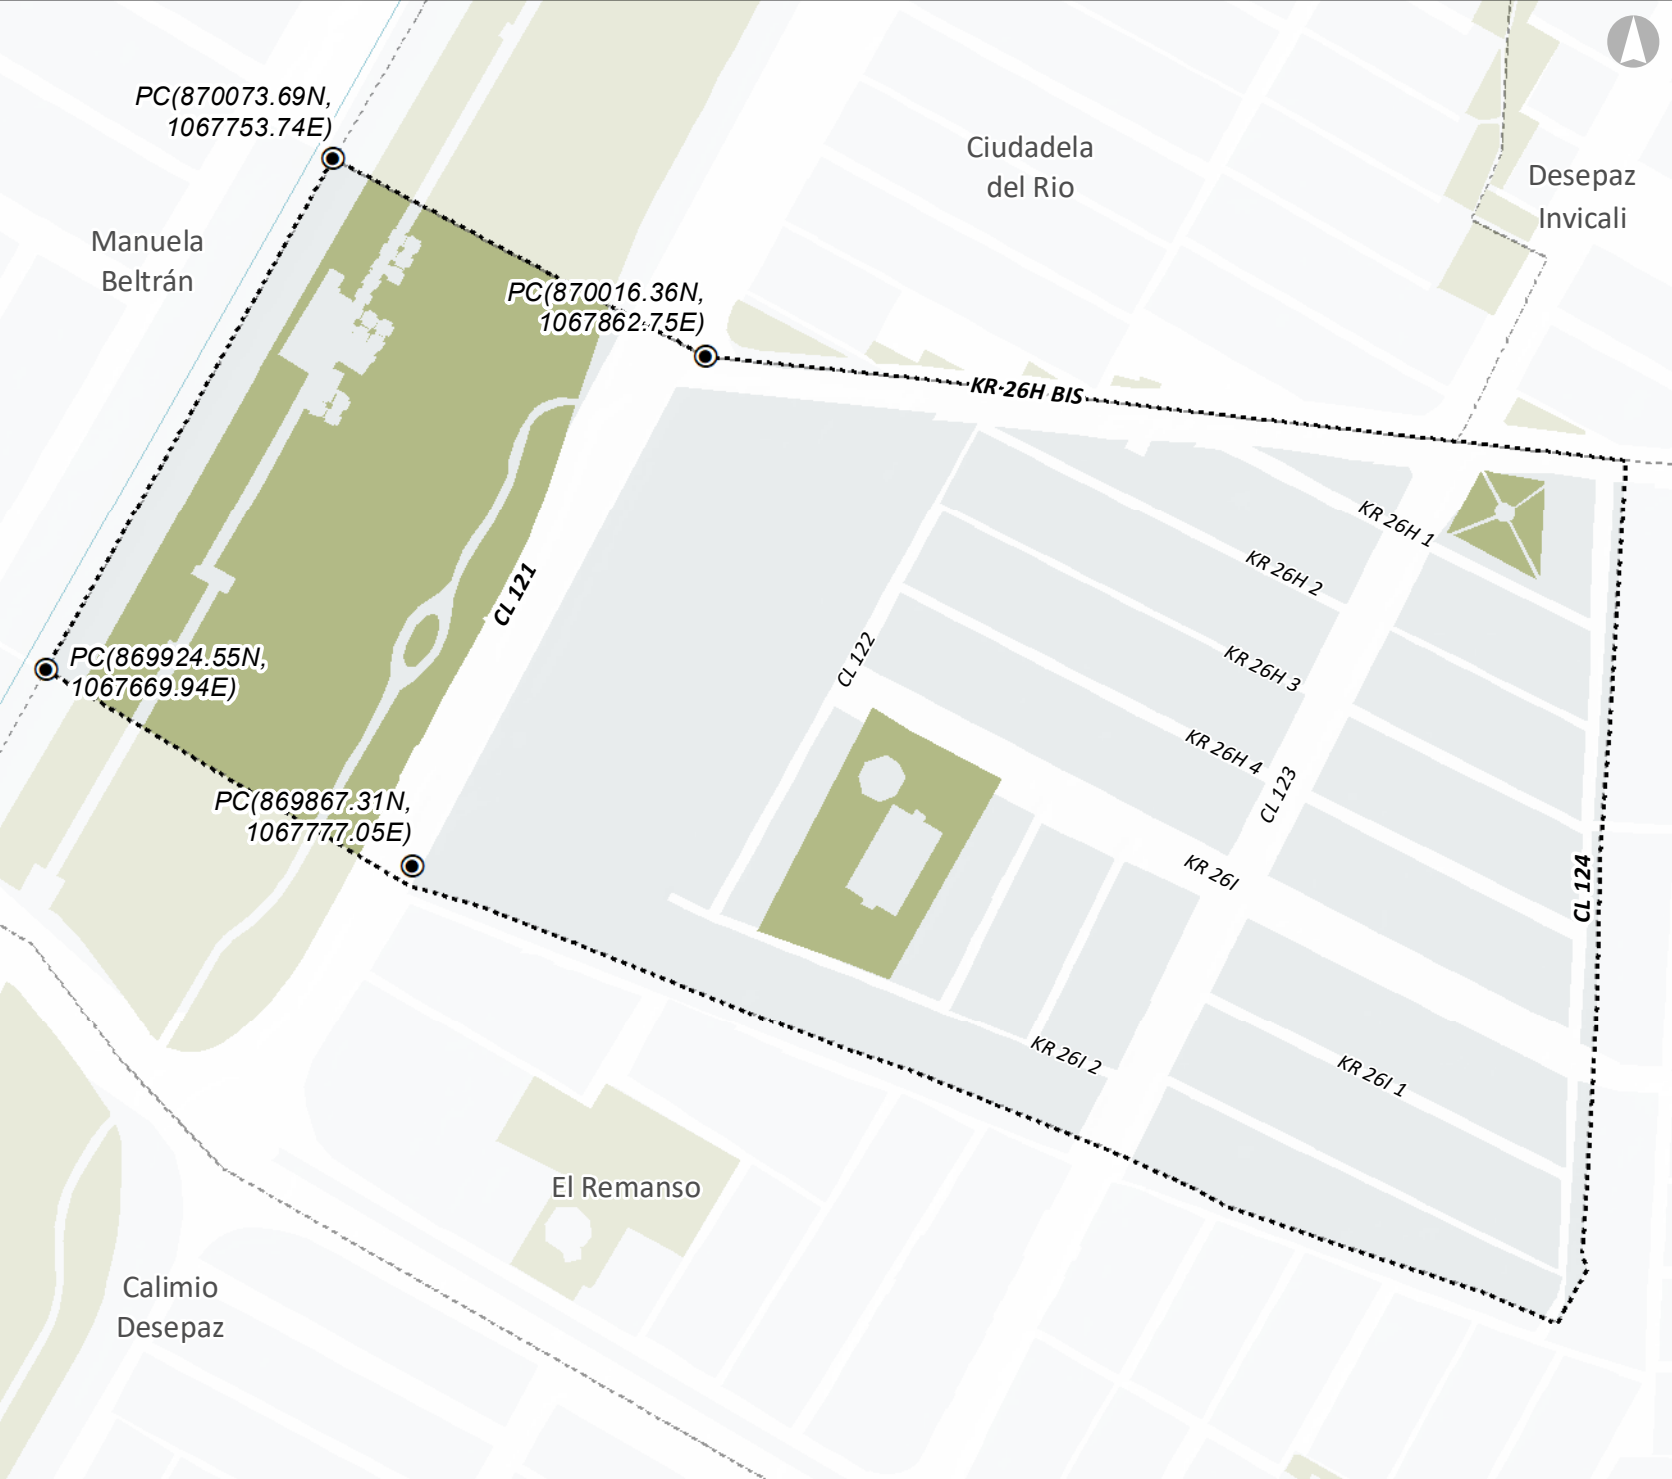 PC(870073.69N,
1067753.74E)
Ciudadela
del Rio
Desepaz
Invicali
Manuela
Beltrán
PC(870016.36N,
1067862.75E)
KR 26H BIS
KR 26H 1
KR 26H 2
CL 121
KR 26H 3
CL 122
PC(869924.55N,
1067669.94E)
KR 26H 4
CL 123
PC(869867.31N,
1067777.05E)
KR 26I
CL 124
KR 26I 2
KR 26I 1
El Remanso
Calimio
Desepaz